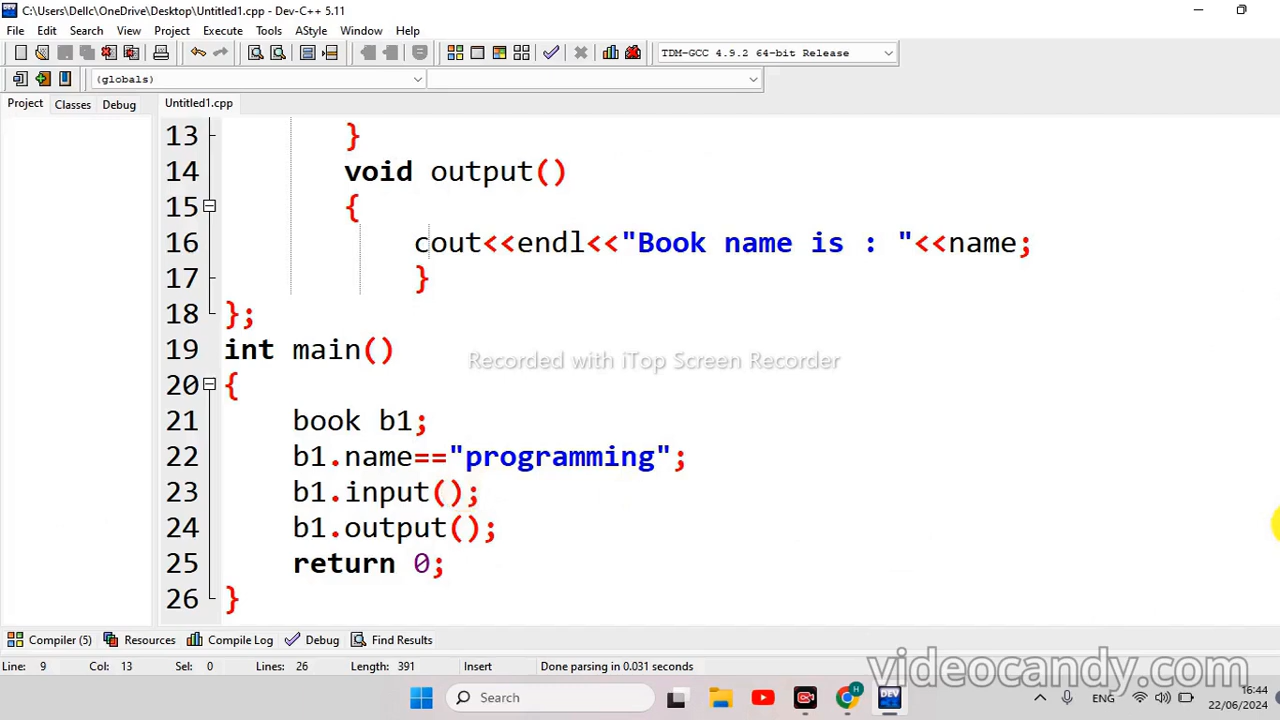 C:\Users\Dellc\OneDrive\Desktop\Untitled1.cpp - Dev-C++ 5.11
File Edit Search View Project Execute Tools AStyle Window Help
TDM-GCC 4.9.2 64-bit Release
(globals)
Project Classes Debug Untitled1.cpp
13 }
14 void output()
15 {
16 cout<<endl<<"Book name is : "<<name;
17 }
18 };
19 int main()
Recorded with iTop Screen Recorder
20 {
21 book b1;
22 b1.name=="programming";
23 b1.input();
24 b1.output();
25 return 0;
26 }
Compiler (5) Resources Compile Log Debug Find Results
Line: 9 Col: 13 Sel: 0 Lines: 26 Length: 391 Insert Done parsing in 0.031 seconds
videocandy.com
Search
H
DEV
ENG
16:44
22/06/2024